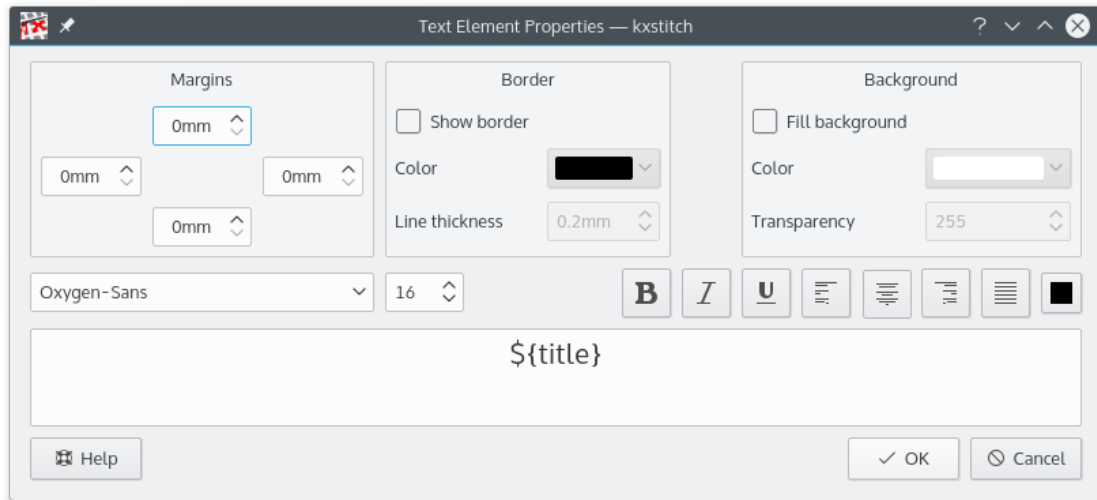 Text Element Properties — kxstitch
Margins
Border
Background
0mm
Show border
Fill background
0mm
0mm
Color
Color
0mm
Line thickness
0.2mm
Transparency
255
Oxygen-Sans
16
B
I
U
${title}
Help
OK
Cancel